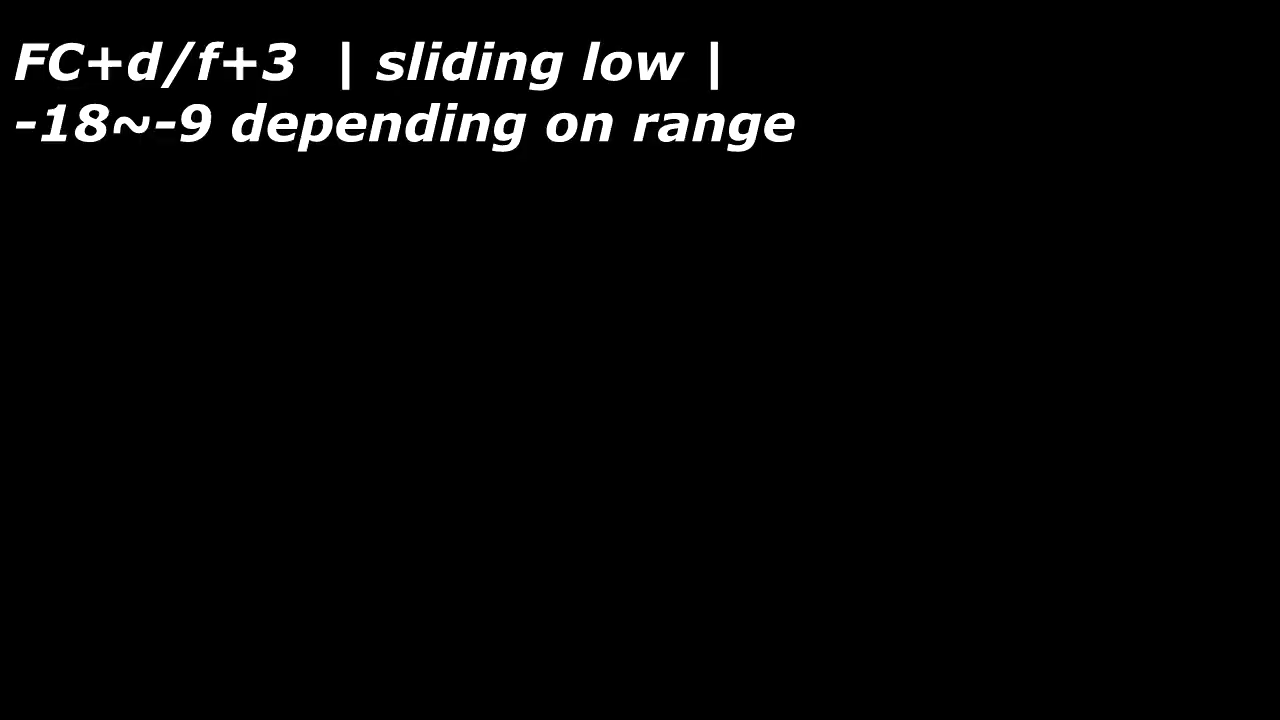 FC+d/f+3 | sliding low |
-18~-9 depending on range